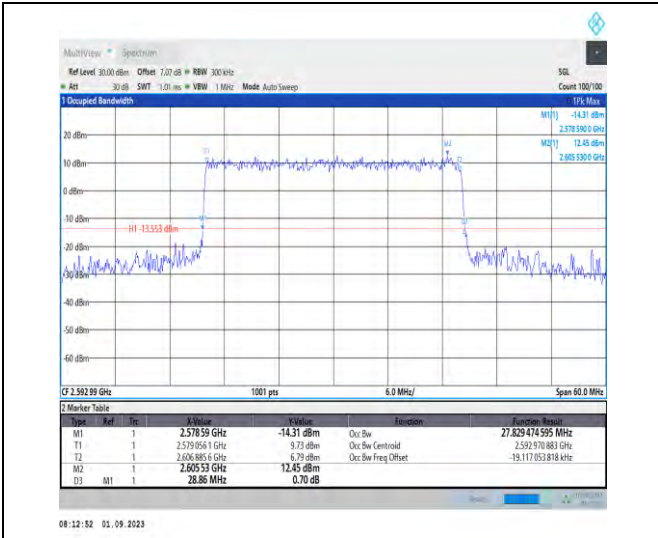 MultiView Spectrum
Ref Level 30.00 dBm Offset 7.07 dB RBW 300 kHz SGL
Att 30 dB SWT 1.01 ms VBW 1 MHz Mode Auto Sweep Count 100/100
1 Occupied Bandwidth 1Pk Max
M1[1] -14.31 dBm
2.578 590 0 GHz
M2[1] 12.45 dBm
2.605 530 0 GHz
20 dBm
M2
T1
T2
10 dBm
0 dBm
-10 dBm
H1 -13.553 dBm
-20 dBm
-30 dBm
-40 dBm
-50 dBm
-60 dBm
CF 2.592 99 GHz 1001 pts 6.0 MHz/ Span 60.0 MHz
2 Marker Table
Type Ref Trc X-Value Y-Value Function Function Result
M1 1 2.578 59 GHz -14.31 dBm Occ Bw 27.829 474 595 MHz
T1 1 2.579 056 1 GHz 9.73 dBm Occ Bw Centroid 2.592 970 883 GHz
T2 1 2.606 885 6 GHz 6.79 dBm Occ Bw Freq Offset -19.117 053 818 kHz
M2 1 2.605 53 GHz 12.45 dBm
D3 M1 1 28.86 MHz 0.70 dB
08:12:52 01.09.2023